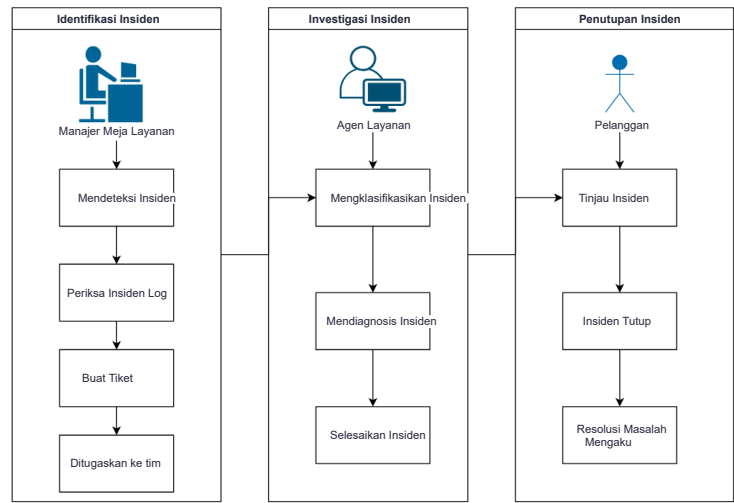 Identifikasi Insiden
Manajer Meja Layanan
Mendeteksi Insiden
Periksa Insiden Log
Buat Tiket
Ditugaskan ke tim
Investigasi Insiden
Agen Layanan
Mengklasifikasikan Insiden
Mendiagnosis Insiden
Selesaikan Insiden
Penutupan Insiden
Pelanggan
Tinjau Insiden
Insiden Tutup
Resolusi Masalah
Mengaku